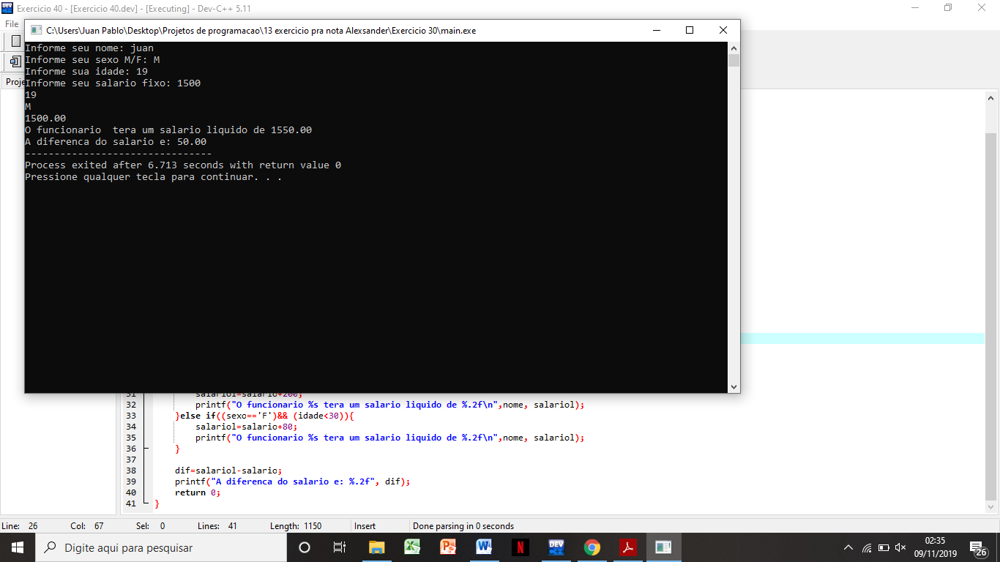 Exercicio 40 - [Exercicio 40.dev] - [Executing] - Dev-C++ 5.11
File
C:\Users\Juan Pablo\Desktop\Projetos de programacao\13 exercicio pra nota Alexsander\Exercicio 30\main.exe
Proje
Informe seu nome: juan
Informe seu sexo M/F: M
Informe sua idade: 19
Informe seu salario fixo: 1500
19
M
1500.00
O funcionario  tera um salario liquido de 1550.00
A diferenca do salario e: 50.00
--------------------------------
Process exited after 6.713 seconds with return value 0
Pressione qualquer tecla para continuar. . .
31 salariol=salario+200;
32 printf("O funcionario %s tera um salario liquido de %.2f\n",nome, salariol);
33 }else if((sexo=='F')&& (idade<30)){
34 salariol=salario+80;
35 printf("O funcionario %s tera um salario liquido de %.2f\n",nome, salariol);
36 }
37
38 dif=salariol-salario;
39 printf("A diferenca do salario e: %.2f", dif);
40 return 0;
41 }
Line: 26 Col: 67 Sel: 0 Lines: 41 Length: 1150 Insert Done parsing in 0 seconds
Digite aqui para pesquisar
DEV
02:35
09/11/2019
26